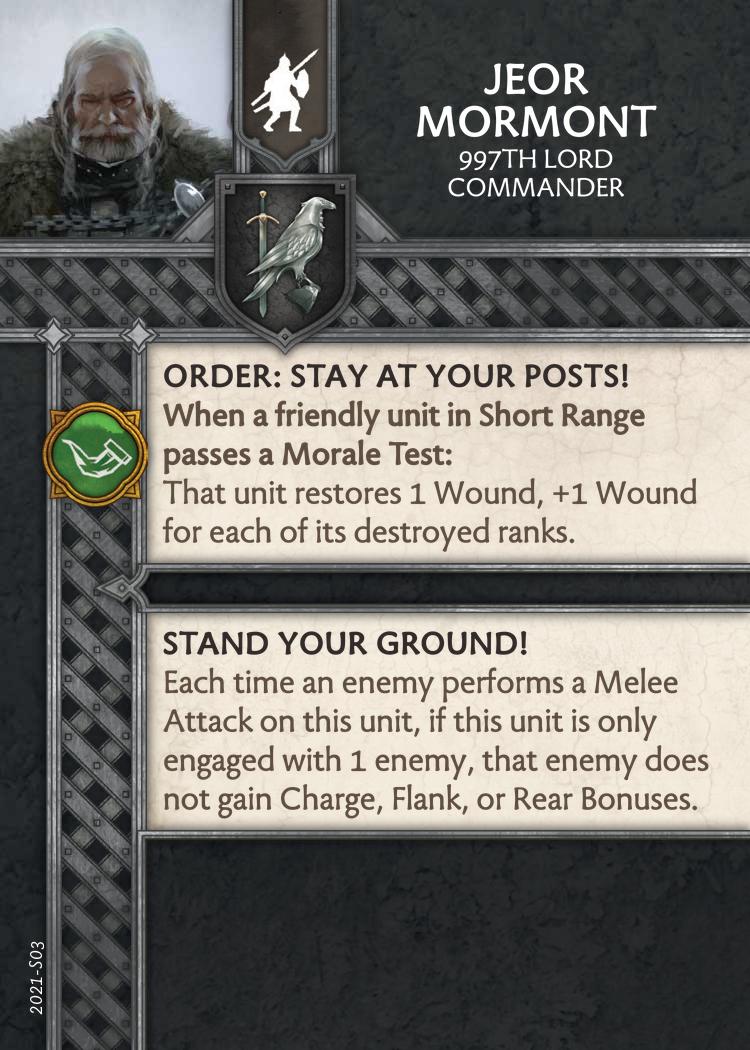 JEOR
MORMONT
997TH LORD
COMMANDER
ORDER: STAY AT YOUR POSTS!
When a friendly unit in Short Range
passes a Morale Test:
That unit restores 1 Wound, +1 Wound
for each of its destroyed ranks.
STAND YOUR GROUND!
Each time an enemy performs a Melee
Attack on this unit, if this unit is only
engaged with 1 enemy, that enemy does
not gain Charge, Flank, or Rear Bonuses.
2021-S03